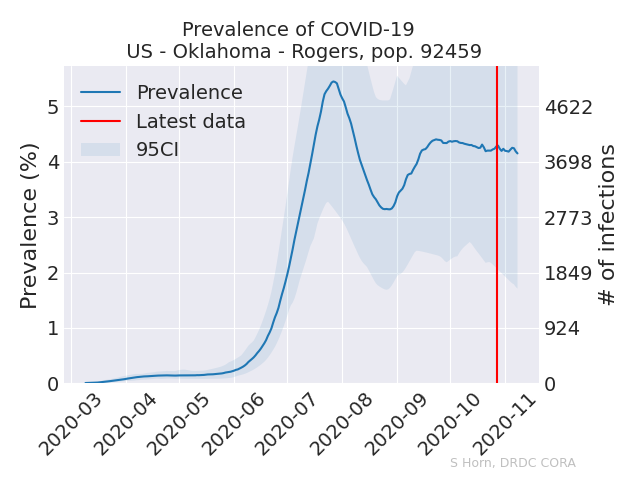 Prevalence of COVID-19
US - Oklahoma - Rogers, pop. 92459
Prevalence
Latest data
95CI
Prevalence (%)
5
4
3
2
1
0
4622
3698
2773
1849
924
0
# of infections
2020-03
2020-04
2020-05
2020-06
2020-07
2020-08
2020-09
2020-10
2020-11
S Horn, DRDC CORA